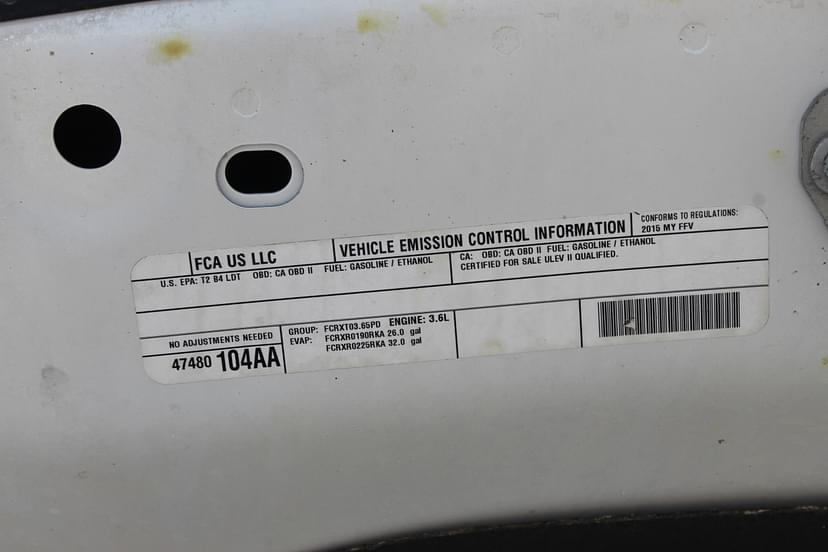 FCA US LLC
VEHICLE EMISSION CONTROL INFORMATION
CONFORMS TO REGULATIONS:
2015 MY FFV
U.S. EPA: T2 B4 LDT OBD: CA OBD II FUEL: GASOLINE / ETHANOL
CA: OBD: CA OBD II FUEL: GASOLINE / ETHANOL
CERTIFIED FOR SALE ULEV II QUALIFIED.
NO ADJUSTMENTS NEEDED
47480 104AA
GROUP: FCRXT03.65PD ENGINE: 3.6L
EVAP: FCRXR0190RKA 26.0 gal
FCRXR0225RKA 32.0 gal